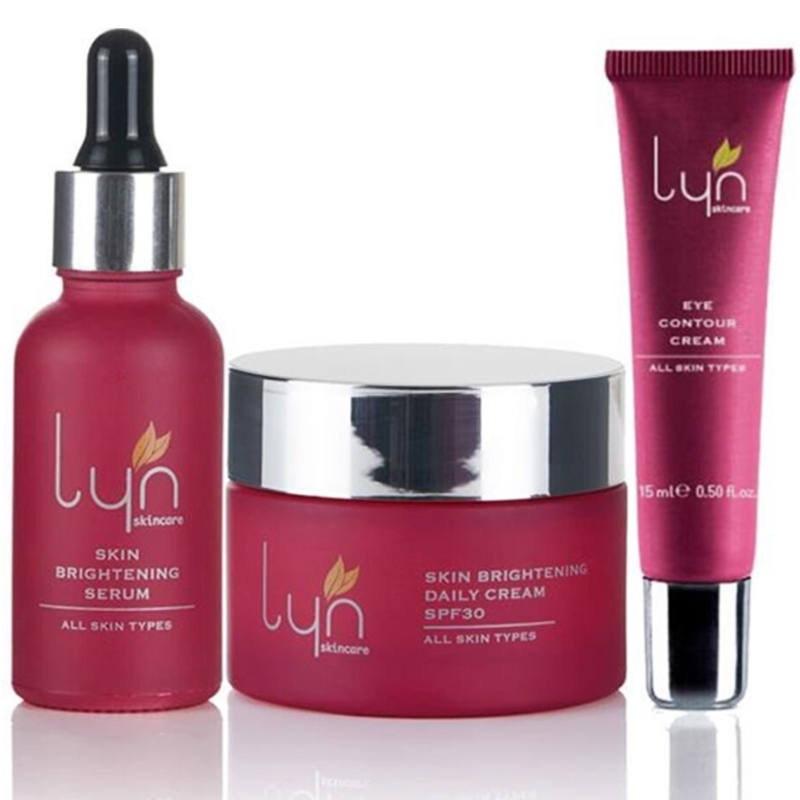 Lyn
skincare
SKIN
BRIGHTENING
SERUM
ALL SKIN TYPES
Lyn
skincare
SKIN BRIGHTENING
DAILY CREAM
SPF30
ALL SKIN TYPES
Lyn
skincare
EYE
CONTOUR
CREAM
ALL SKIN TYPES
15 ml℮ 0.50 fl.oz.